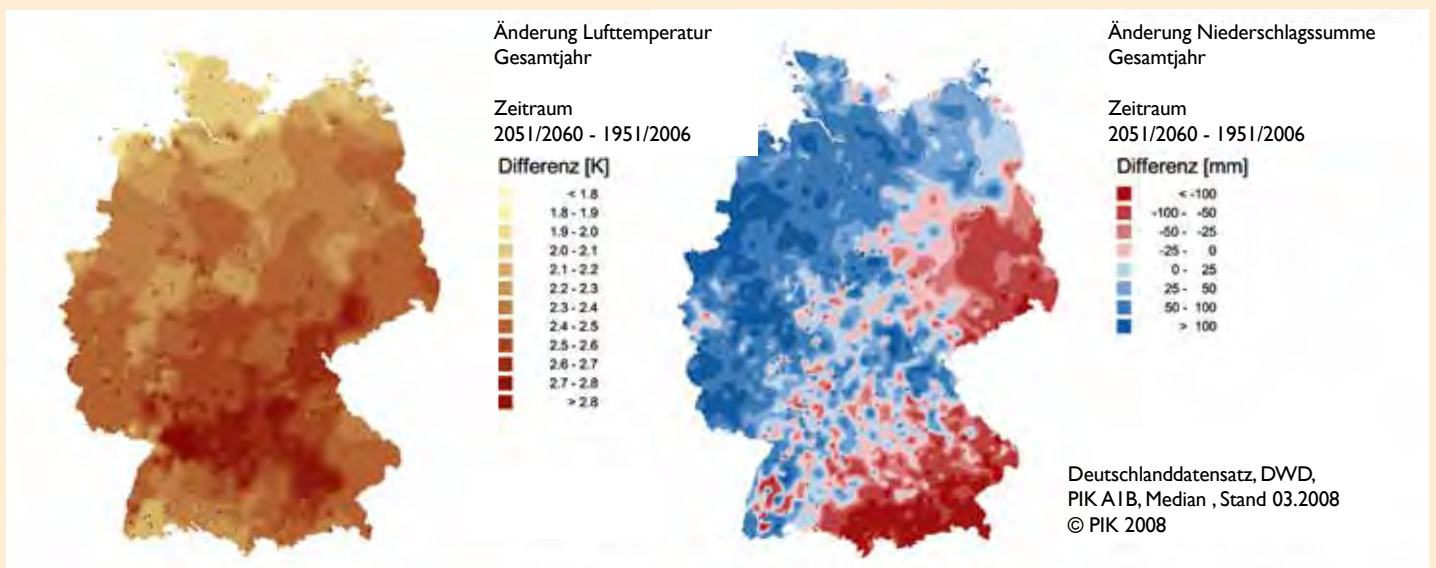 Änderung Lufttemperatur
Gesamtjahr
Zeitraum
2051/2060 - 1951/2006
Differenz [K]
< 1.8
1.8 - 1.9
1.9 - 2.0
2.0 - 2.1
2.1 - 2.2
2.2 - 2.3
2.3 - 2.4
2.4 - 2.5
2.5 - 2.6
2.6 - 2.7
2.7 - 2.8
> 2.8
Änderung Niederschlagssumme
Gesamtjahr
Zeitraum
2051/2060 - 1951/2006
Differenz [mm]
< -100
-100 - -50
-50 - -25
-25 - 0
0 - 25
25 - 50
50 - 100
> 100
Deutschlanddatensatz, DWD,
PIK A1B, Median , Stand 03.2008
© PIK 2008